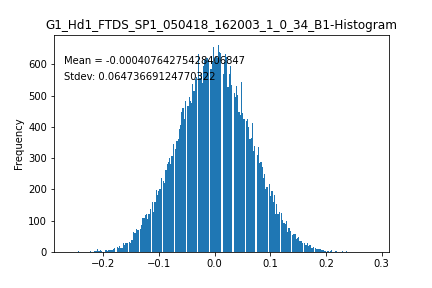 G1_Hd1_FTDS_SP1_050418_162003_1_0_34_B1-Histogram
Mean = -0.00040764275428406847
Stdev: 0.06473669124770322
Frequency
600
500
400
300
200
100
0
−0.2 −0.1 0.0 0.1 0.2 0.3